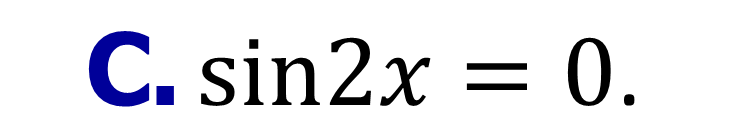 C. sin2x = 0.